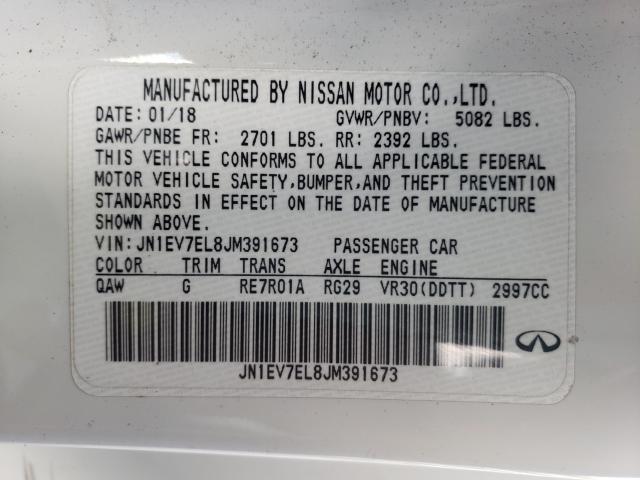 MANUFACTURED BY NISSAN MOTOR CO.,LTD.
DATE: 01/18 GVWR/PNBV: 5082 LBS.
GAWR/PNBE FR: 2701 LBS. RR: 2392 LBS.
THIS VEHICLE CONFORMS TO ALL APPLICABLE FEDERAL
MOTOR VEHICLE SAFETY,BUMPER,AND THEFT PREVENTION
STANDARDS IN EFFECT ON THE DATE OF MANUFACTURE
SHOWN ABOVE.
VIN:JN1EV7EL8JM391673 PASSENGER CAR
COLOR TRIM TRANS AXLE ENGINE
QAW G RE7R01A RG29 VR30(DDTT) 2997CC
JN1EV7EL8JM391673